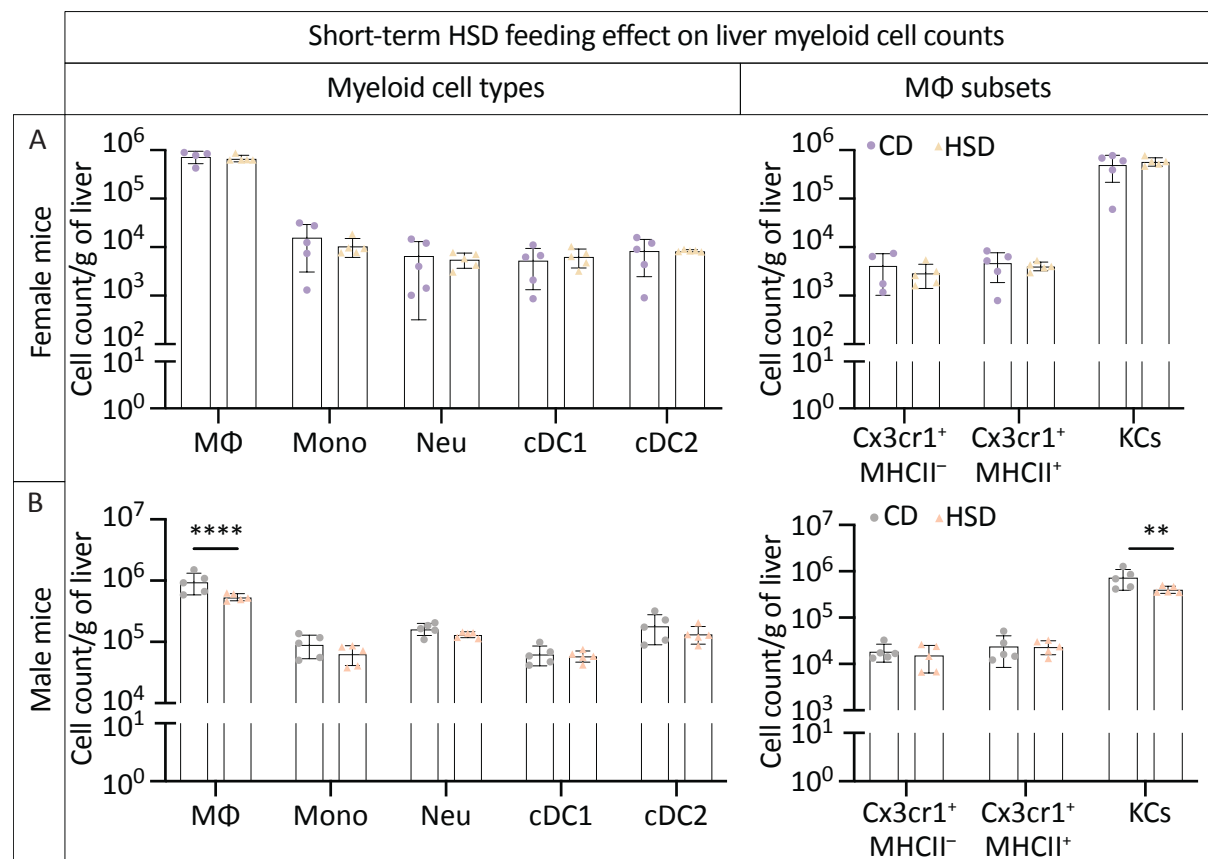 Short-term HSD feeding effect on liver myeloid cell counts
Myeloid cell types
MΦ subsets
A
Female mice
Cell count/g of liver
10⁶
10⁵
10⁴
10³
10²
10¹
10⁰
MΦ
Mono
Neu
cDC1
cDC2
Cell count/g of liver
10⁶
10⁵
10⁴
10³
10²
10¹
10⁰
CD
HSD
Cx3cr1⁺
MHCII⁻
Cx3cr1⁺
MHCII⁺
KCs
B
Male mice
Cell count/g of liver
10⁷
10⁶
10⁵
10⁴
10¹
10⁰
****
MΦ
Mono
Neu
cDC1
cDC2
Cell count/g of liver
10⁷
10⁶
10⁵
10⁴
10³
10¹
10⁰
CD
HSD
**
Cx3cr1⁺
MHCII⁻
Cx3cr1⁺
MHCII⁺
KCs